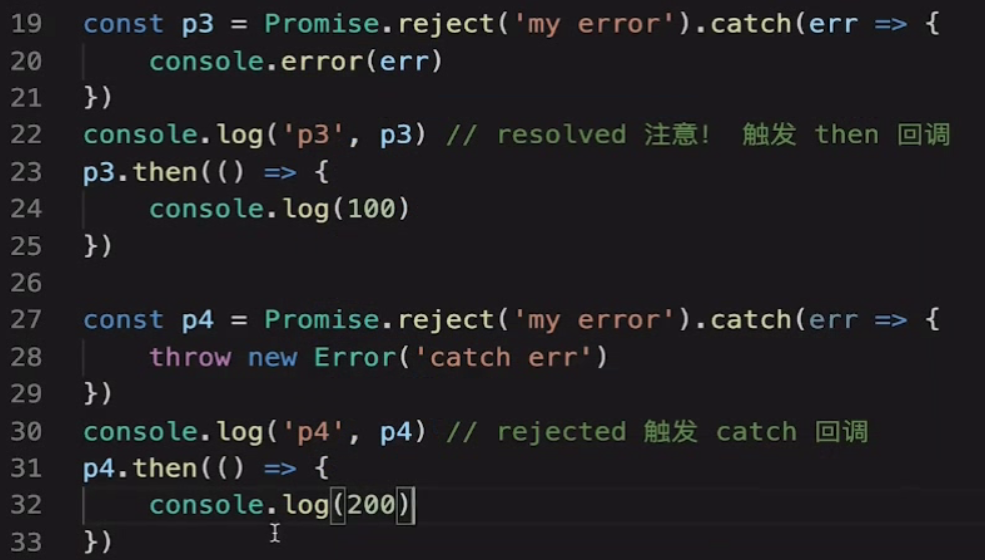 19 const p3 = Promise.reject('my error').catch(err => {
20     console.error(err)
21 })
22 console.log('p3', p3) // resolved 注意! 触发 then 回调
23 p3.then(() => {
24     console.log(100)
25 })
26
27 const p4 = Promise.reject('my error').catch(err => {
28     throw new Error('catch err')
29 })
30 console.log('p4', p4) // rejected 触发 catch 回调
31 p4.then(() => {
32     console.log(200)
33 })